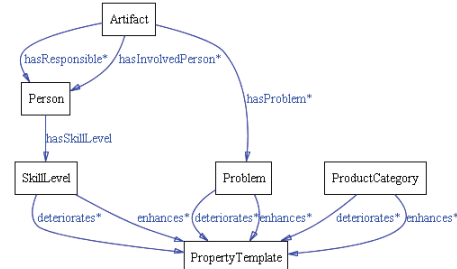 Artifact
hasResponsible* hasInvolvedPerson*
Person hasProblem*
hasSkillLevel
SkillLevel Problem ProductCategory
deteriorates* enhances* deteriorates* enhances* deteriorates* enhances*
PropertyTemplate